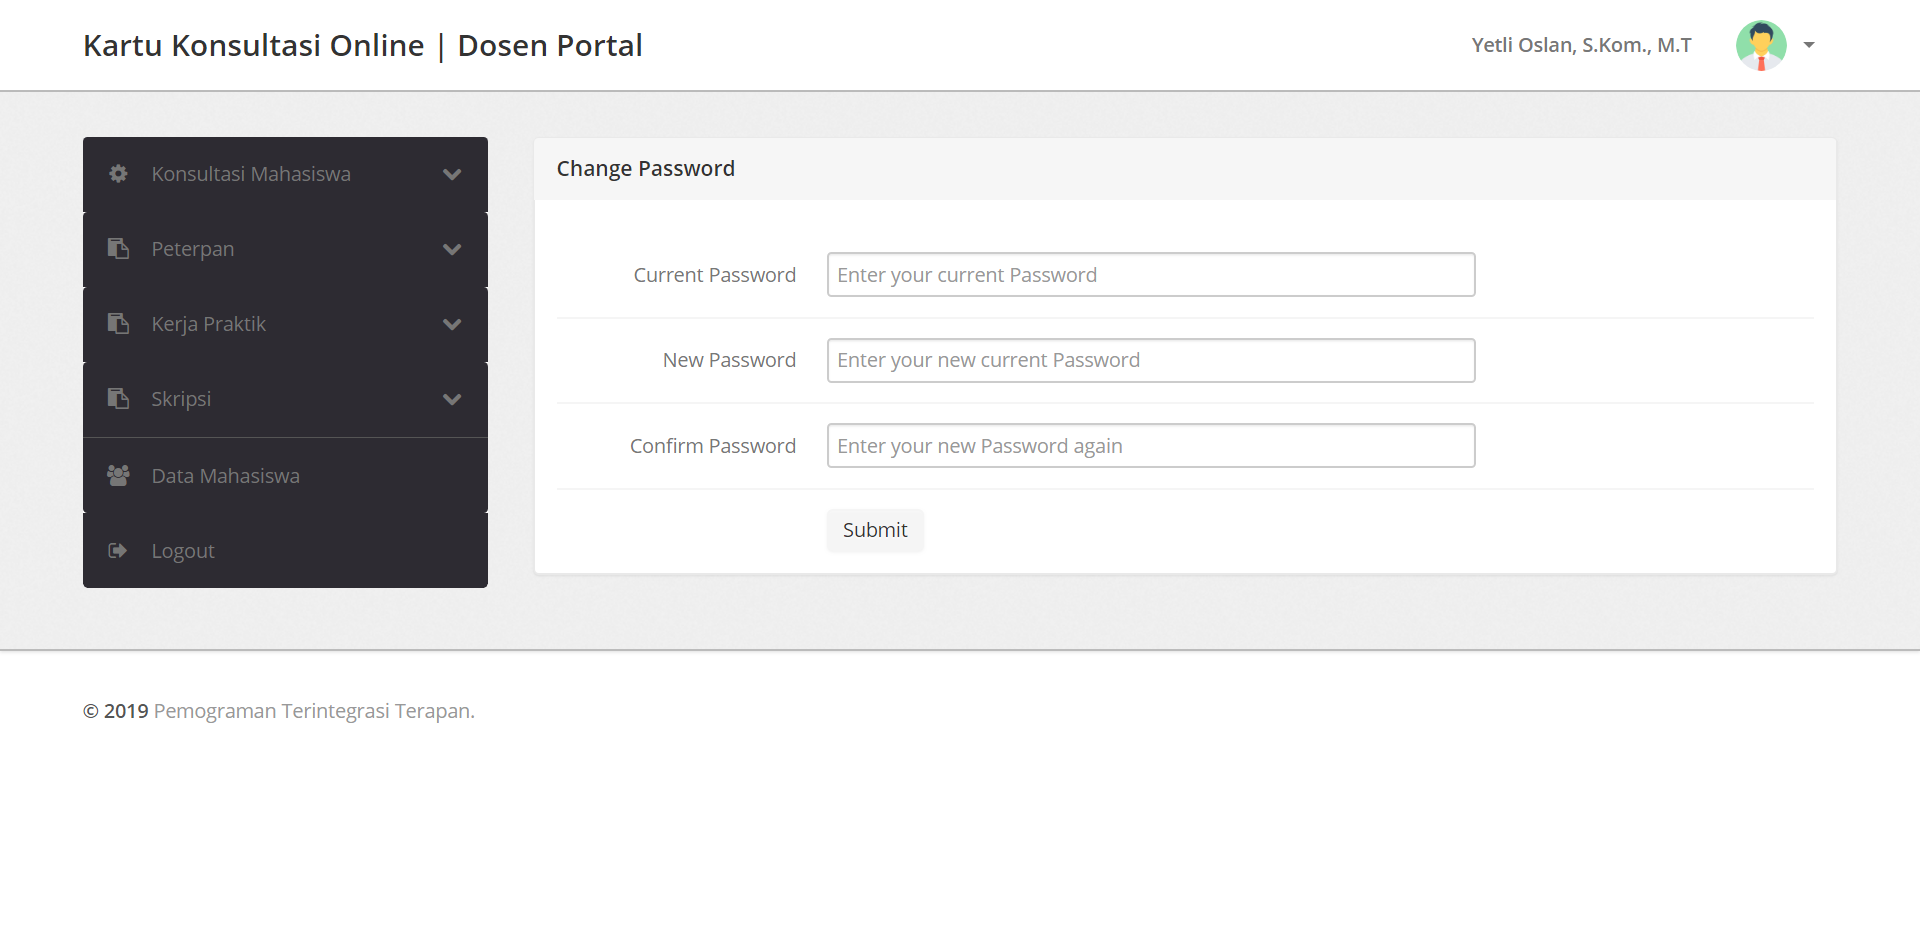 Kartu Konsultasi Online | Dosen Portal
Yetli Oslan, S.Kom., M.T
Konsultasi Mahasiswa
Peterpan
Kerja Praktik
Skripsi
Data Mahasiswa
Logout
Change Password
Current Password
Enter your current Password
New Password
Enter your new current Password
Confirm Password
Enter your new Password again
Submit
© 2019 Pemograman Terintegrasi Terapan.